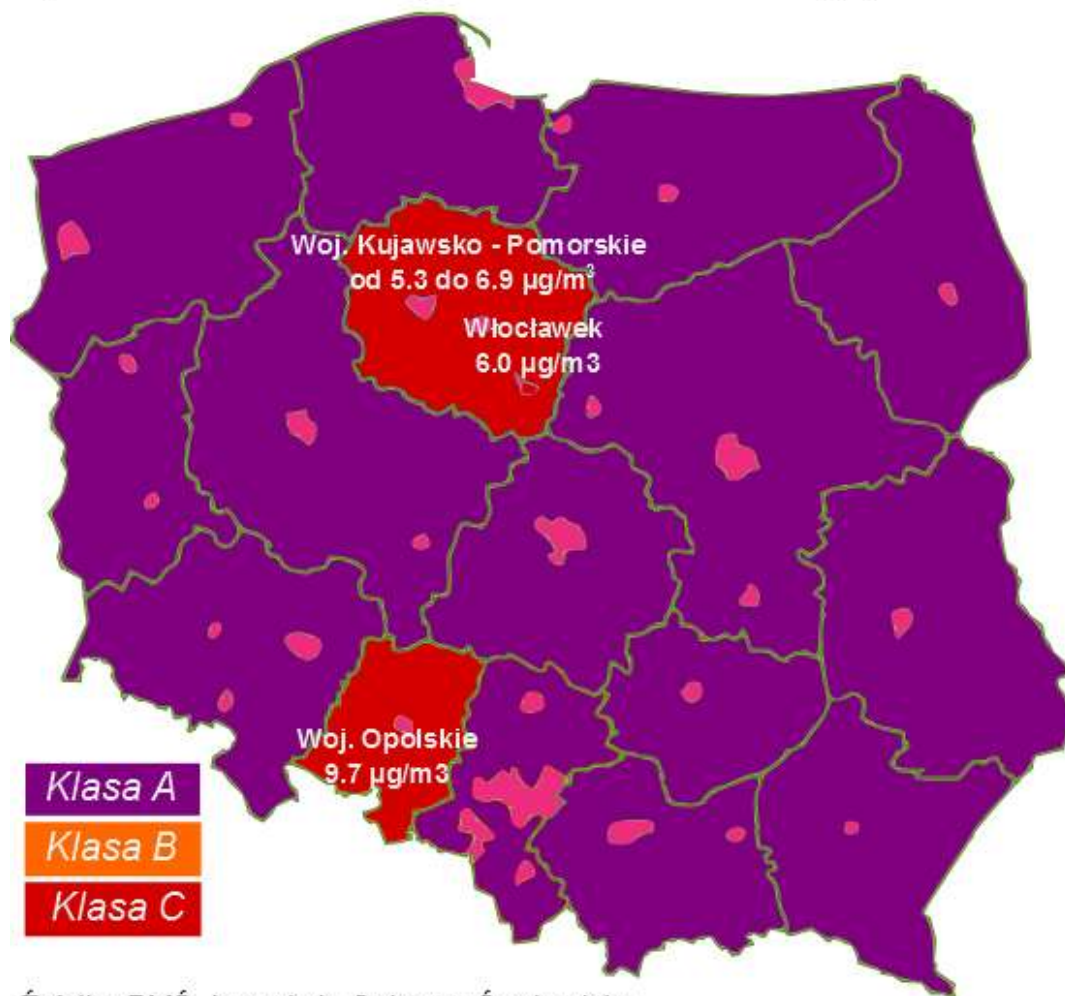 Woj. Kujawsko - Pomorskie
od 5.3 do 6.9 µg/m³
Włocławek
6.0 µg/m3
Woj. Opolskie
9.7 µg/m3
Klasa A
Klasa B
Klasa C